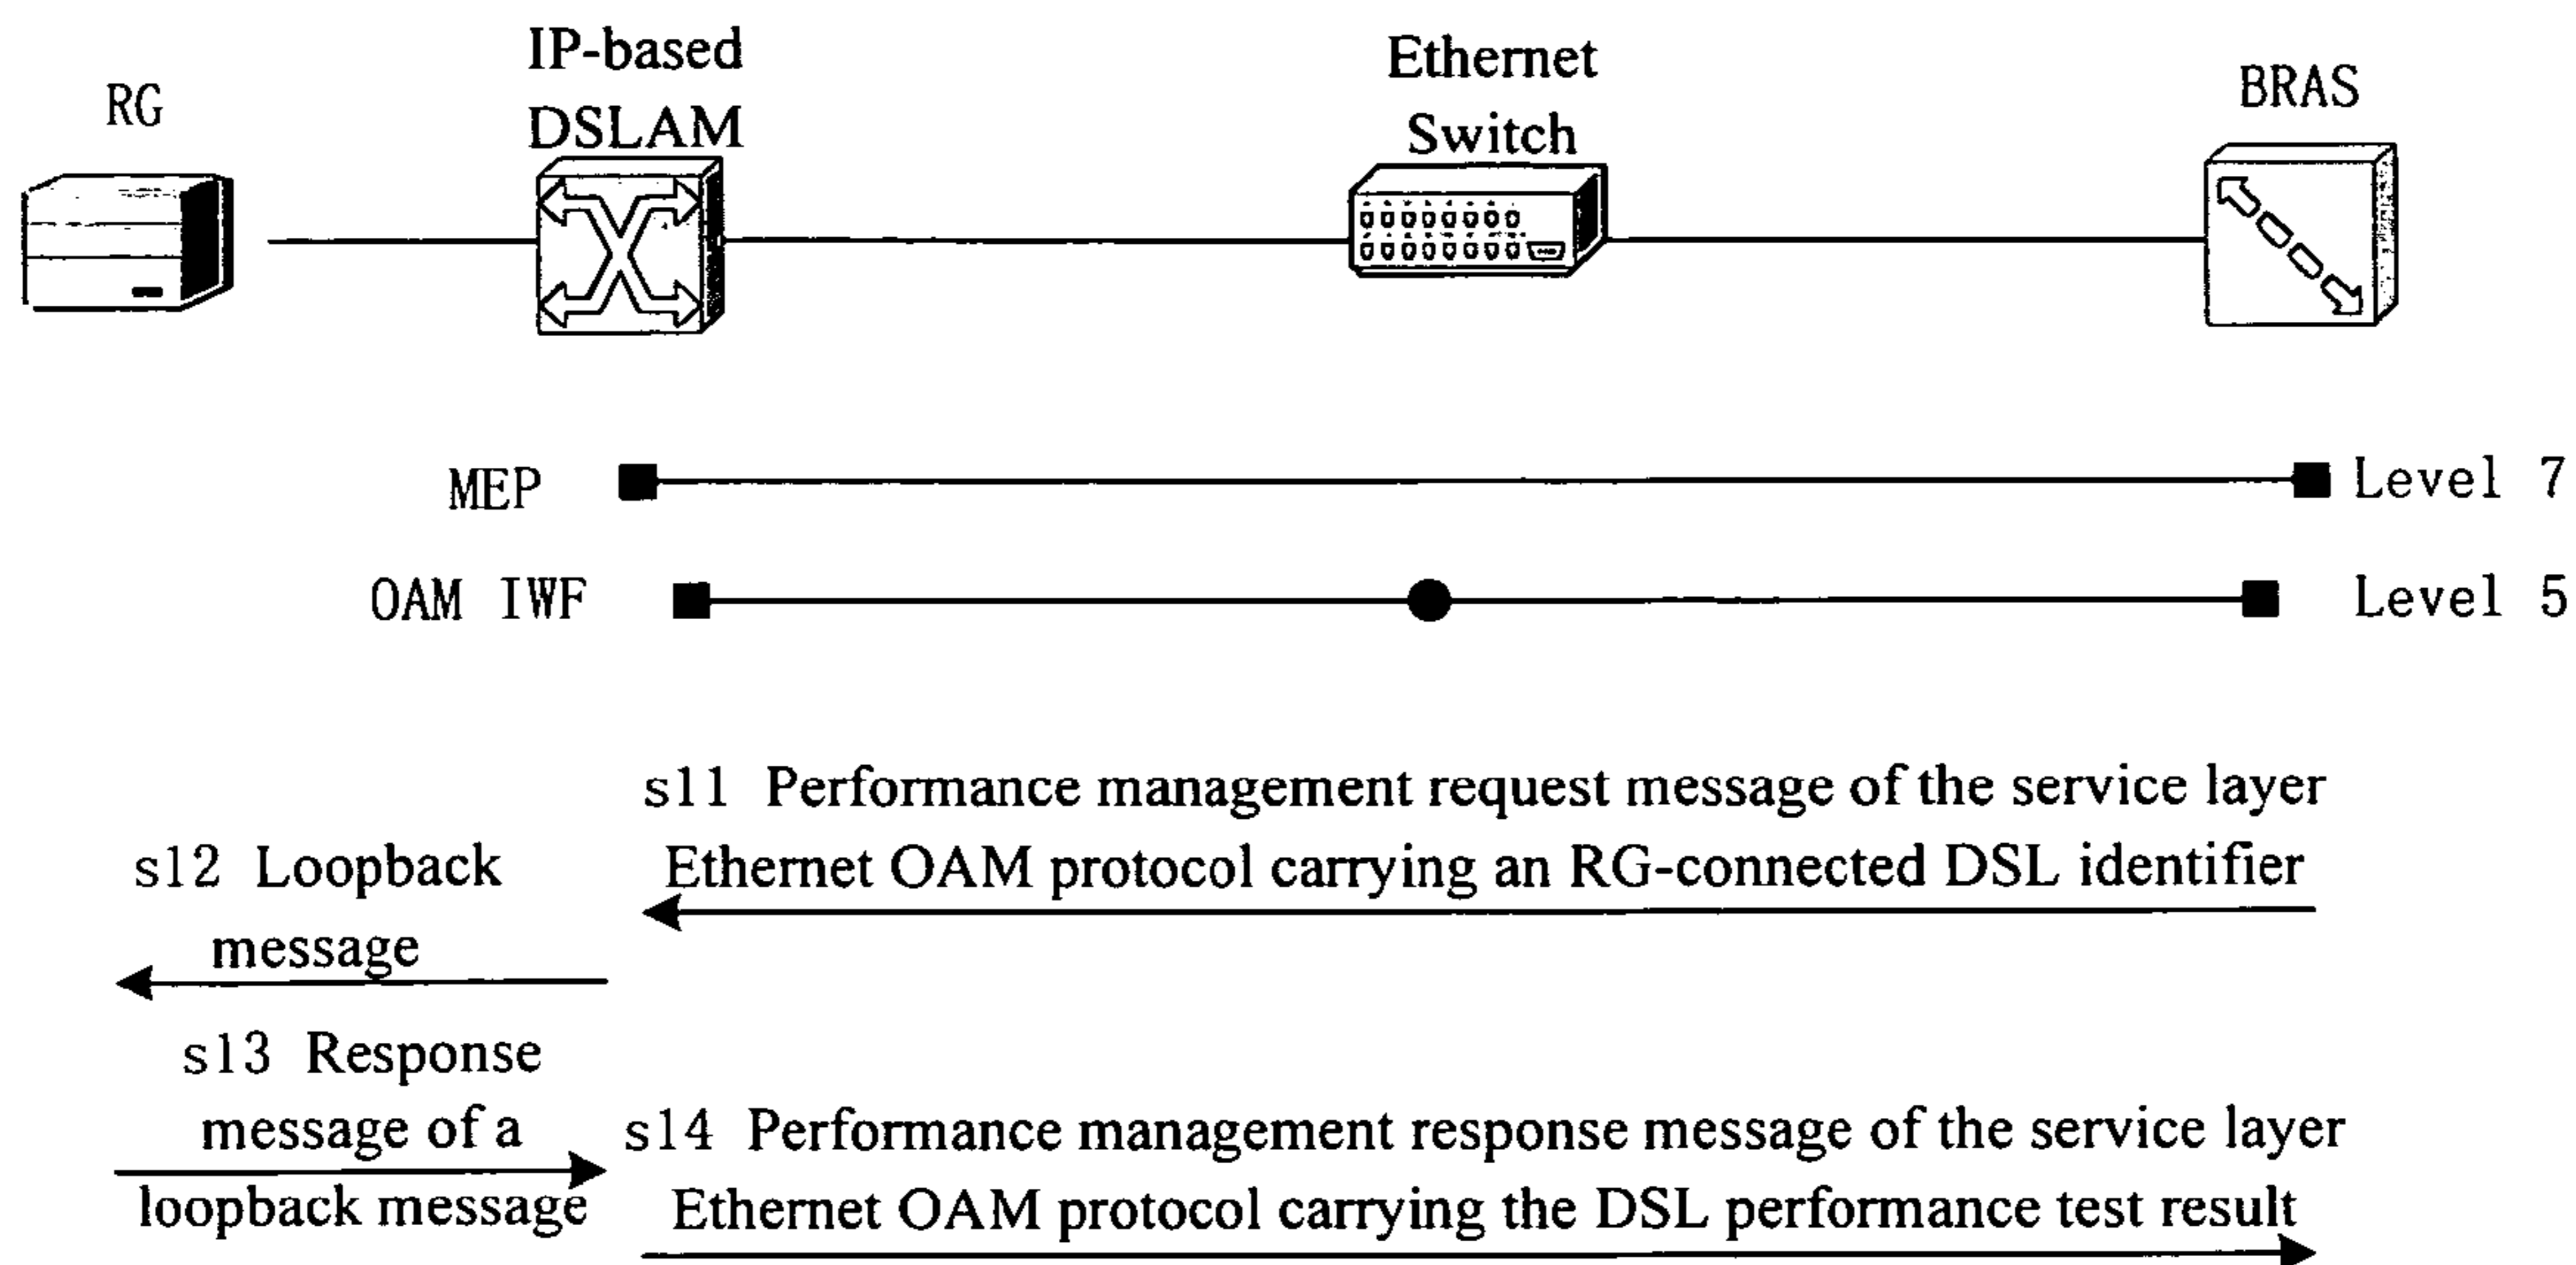 RG
IP-based
DSLAM
Ethernet
Switch
BRAS
MEP
Level 7
OAM IWF
Level 5
s11 Performance management request message of the service layer
Ethernet OAM protocol carrying an RG-connected DSL identifier
s12 Loopback
message
s13 Response
message of a
loopback message
s14 Performance management response message of the service layer
Ethernet OAM protocol carrying the DSL performance test result